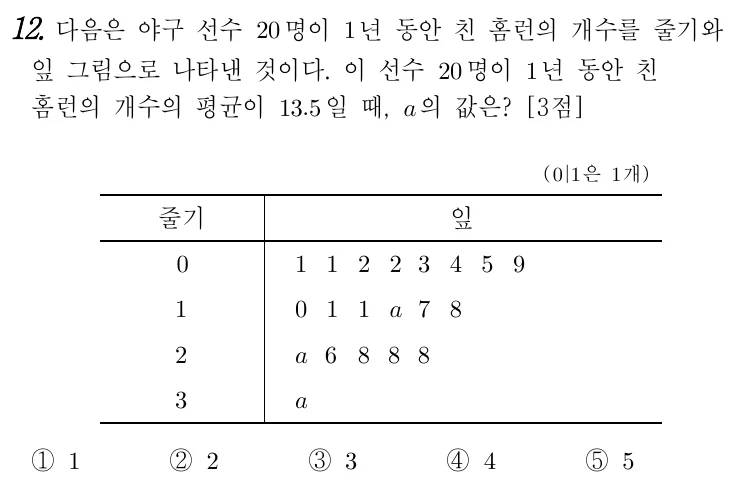 12. 다음은 야구 선수 20명이 1년 동안 친 홈런의 개수를 줄기와
잎 그림으로 나타낸 것이다. 이 선수 20명이 1년 동안 친
홈런의 개수의 평균이 13.5일 때, a의 값은? [3점]
(0|1은 1개)
줄기 잎
0 1 1 2 2 3 4 5 9
1 0 1 1 a 7 8
2 a 6 8 8 8
3 a
① 1 ② 2 ③ 3 ④ 4 ⑤ 5